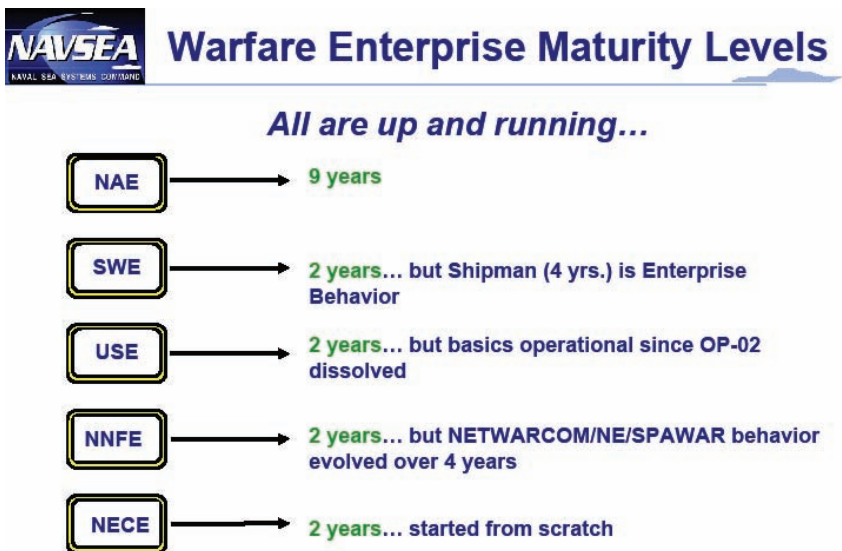 NAVSEA
NAVAL SEA SYSTEMS COMMAND
Warfare Enterprise Maturity Levels
All are up and running…
NAE
9 years
SWE
2 years… but Shipman (4 yrs.) is Enterprise
Behavior
USE
2 years… but basics operational since OP-02
dissolved
NNFE
2 years… but NETWARCOM/NE/SPAWAR behavior
evolved over 4 years
NECE
2 years… started from scratch